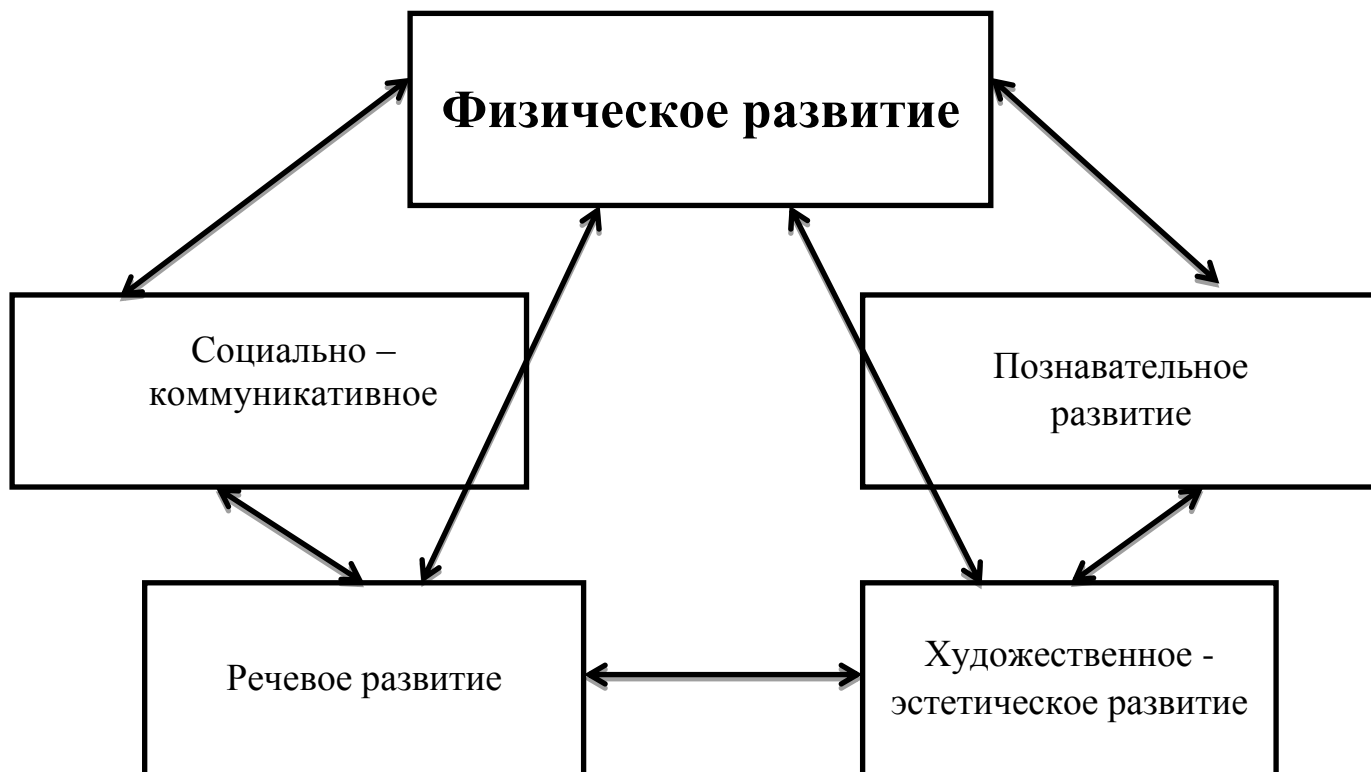 Физическое развитие
Социально –
коммуникативное
Познавательное
развитие
Речевое развитие
Художественное -
эстетическое развитие